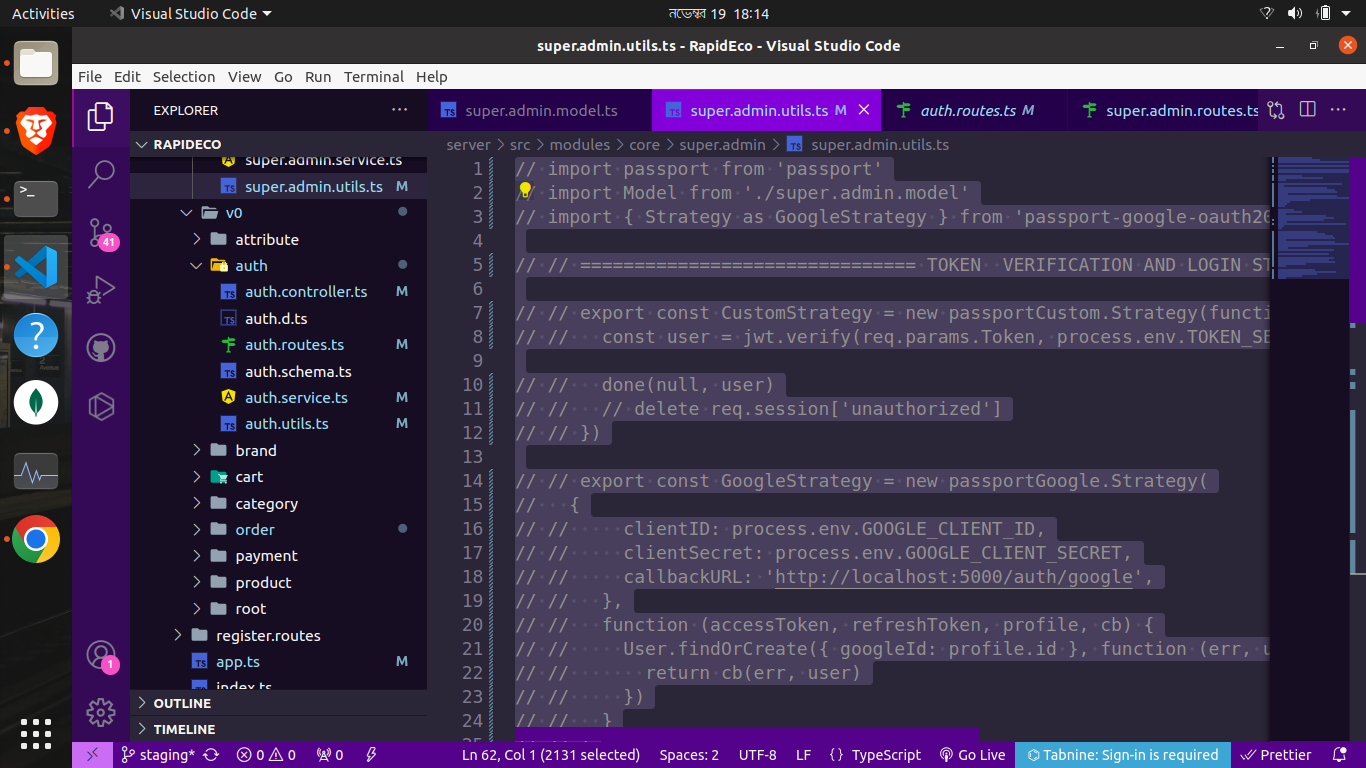 Activities
Visual Studio Code
নভেম্বর 19 18:14
super.admin.utils.ts - RapidEco - Visual Studio Code
File Edit Selection View Go Run Terminal Help
EXPLORER
super.admin.model.ts
super.admin.utils.ts M
auth.routes.ts M
super.admin.routes.ts
RAPIDECO
server > src > modules > core > super.admin > super.admin.utils.ts
super.admin.service.ts
super.admin.utils.ts M
v0
attribute
auth
auth.controller.ts M
auth.d.ts
auth.routes.ts M
auth.schema.ts
auth.service.ts M
auth.utils.ts M
brand
cart
category
order
payment
product
root
register.routes
app.ts M
index.ts
OUTLINE
TIMELINE
41
1
1 // import passport from 'passport'
2 // import Model from './super.admin.model'
3 // import { Strategy as GoogleStrategy } from 'passport-google-oauth20
4
5 // // =============================== TOKEN  VERIFICATION AND LOGIN ST
6
7 // // export const CustomStrategy = new passportCustom.Strategy(functi
8 // //   const user = jwt.verify(req.params.Token, process.env.TOKEN_SE
9
10 // //   done(null, user)
11 // //   // delete req.session['unauthorized']
12 // // })
13
14 // // export const GoogleStrategy = new passportGoogle.Strategy(
15 //   {
16 // //     clientID: process.env.GOOGLE_CLIENT_ID,
17 // //     clientSecret: process.env.GOOGLE_CLIENT_SECRET,
18 // //     callbackURL: 'http://localhost:5000/auth/google',
19 // //   },
20 // //   function (accessToken, refreshToken, profile, cb) {
21 // //     User.findOrCreate({ googleId: profile.id }, function (err, u
22 // //       return cb(err, user)
23 // //     })
24 // //   }
staging* 0 0 0 Ln 62, Col 1 (2131 selected) Spaces: 2 UTF-8 LF { } TypeScript Go Live Tabnine: Sign-in is required Prettier